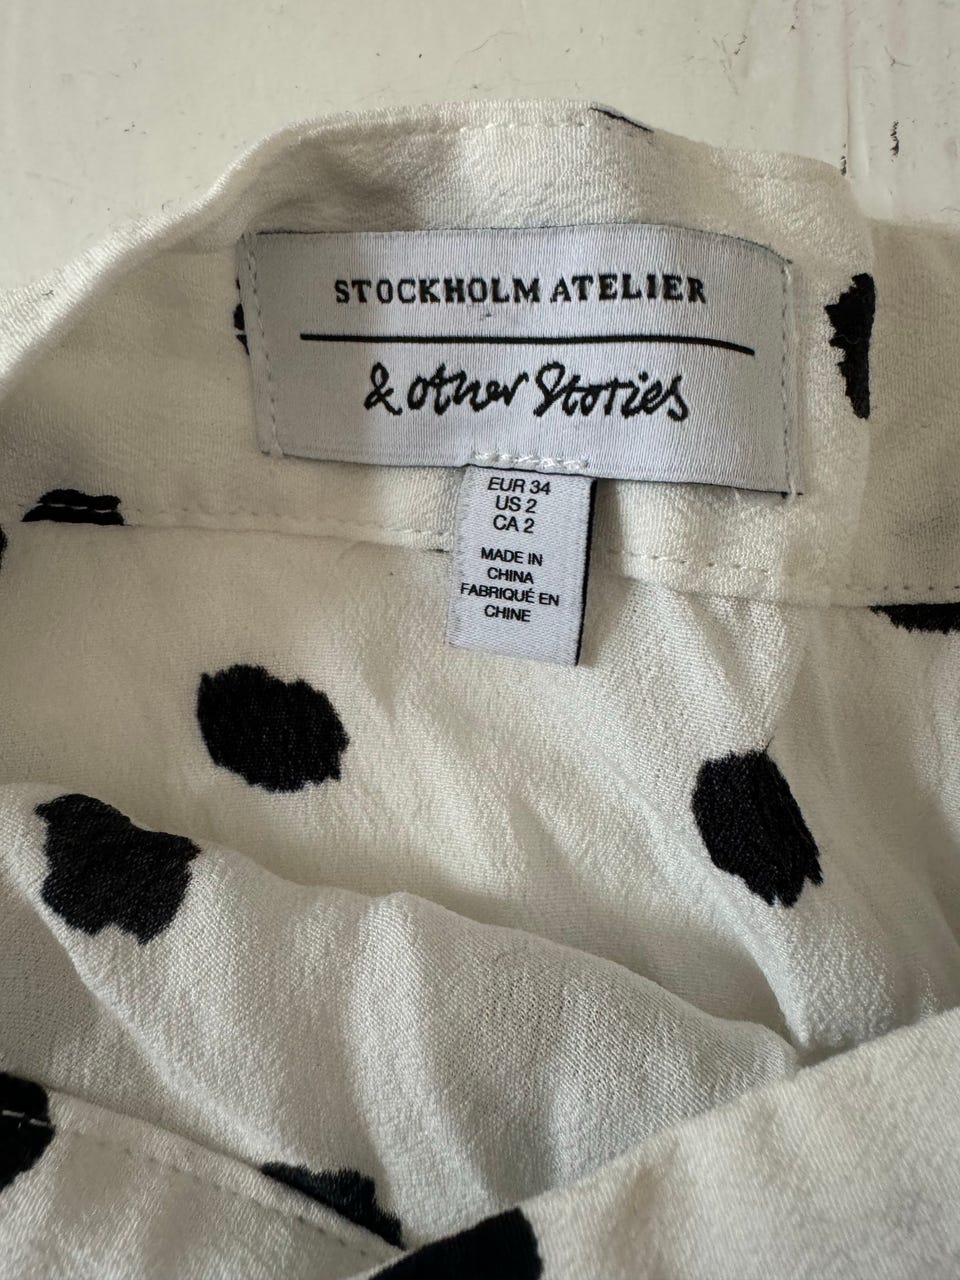 STOCKHOLM ATELIER
& other Stories
EUR 34
US 2
CA 2
MADE IN
CHINA
FABRIQUÉ EN
CHINE